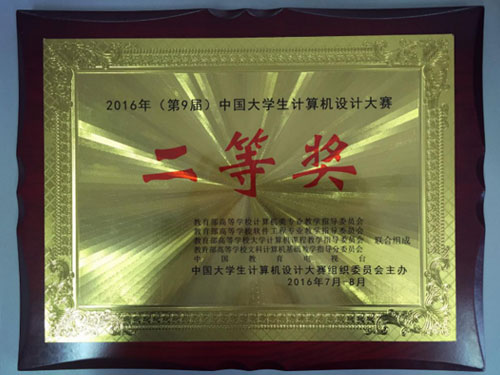 2016年（第9届）中国大学生计算机设计大赛
二等奖
教育部高等学校计算机类专业教学指导委员会
教育部高等学校软件工程专业教学指导委员会
教育部高等学校大学计算机课程教学指导委员会 联合组成
教育部高等学校文科计算机基础教学指导分委员会
中国教育电视台
中国大学生计算机设计大赛组织委员会主办
2016年7月-8月